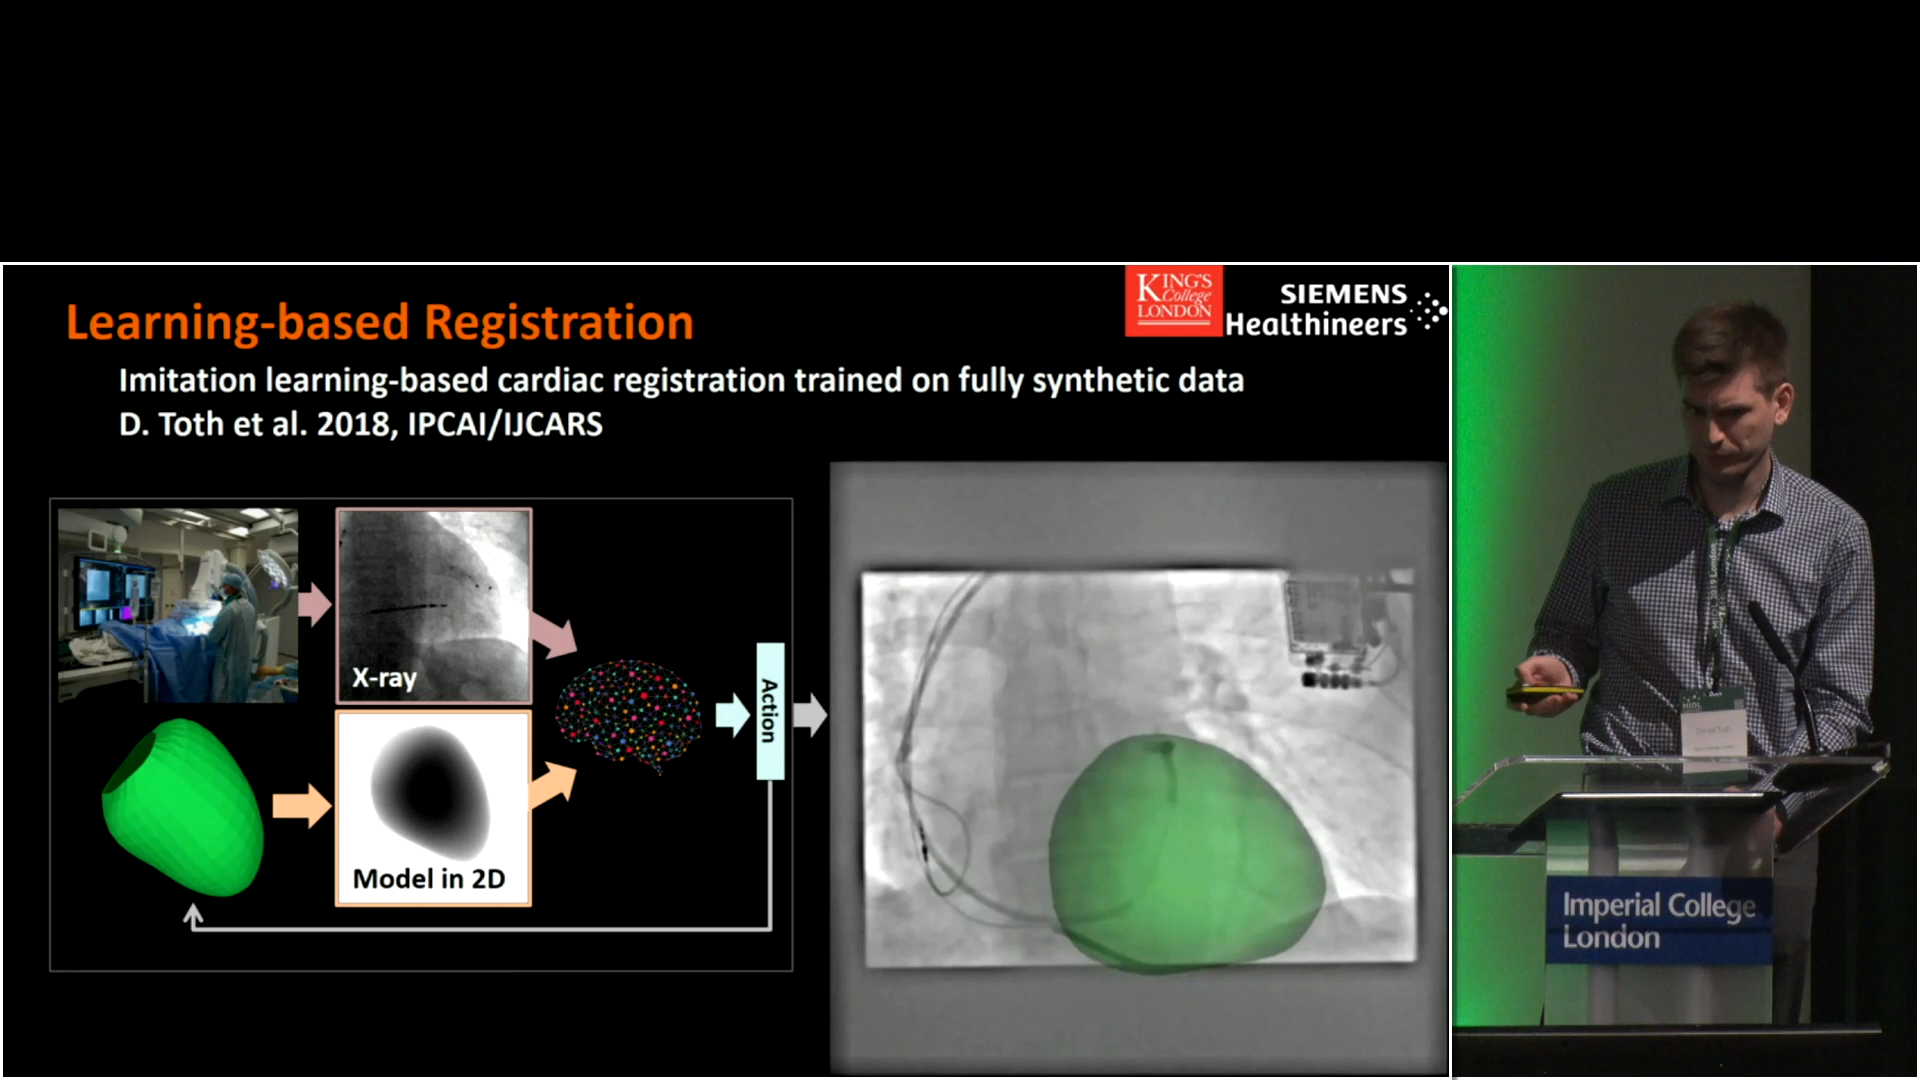 Learning-based Registration
KING'S
College
LONDON
SIEMENS
Healthineers
Imitation learning-based cardiac registration trained on fully synthetic data
D. Toth et al. 2018, IPCAI/IJCARS
X-ray
Model in 2D
Action
MIDL
Imperial College
London